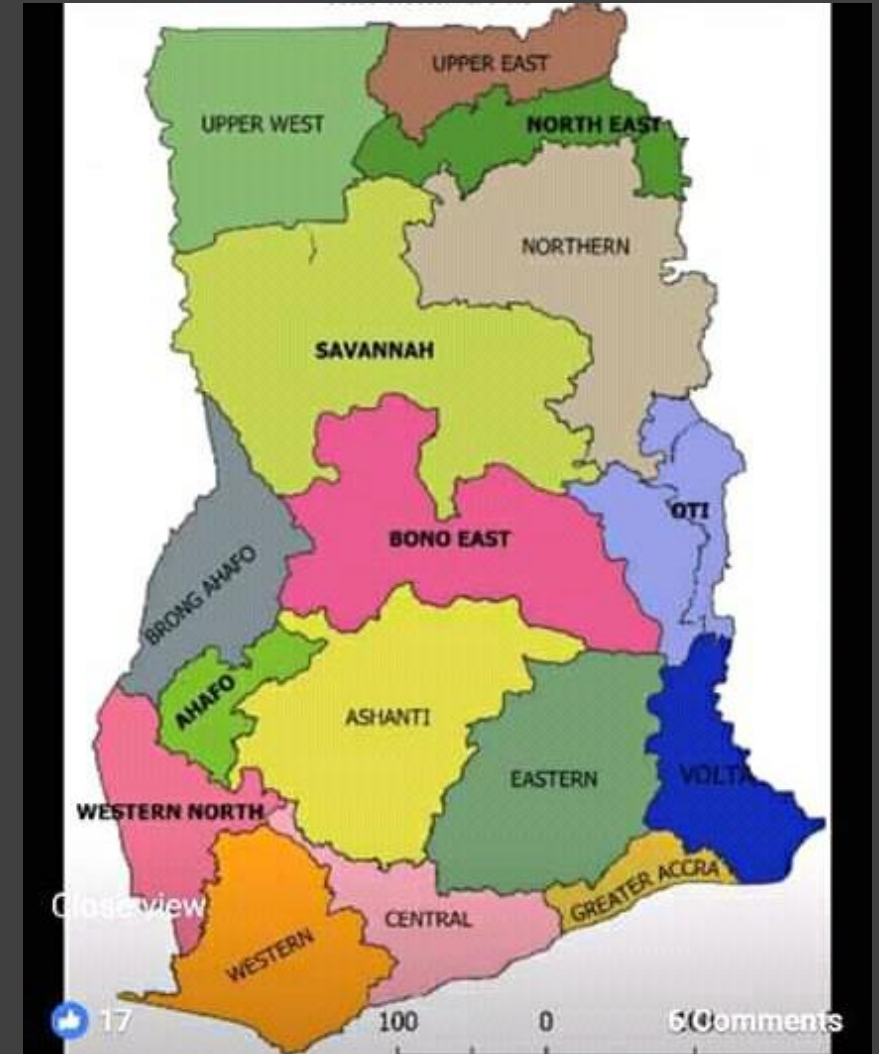 UPPER EAST
UPPER WEST
NORTH EAST
NORTHERN
SAVANNAH
OTI
BONO EAST
BRONG AHAFO
AHAFO
ASHANTI
EASTERN
VOLTA
WESTERN NORTH
GREATER ACCRA
Close view
CENTRAL
WESTERN
17
100 0
6 Comments